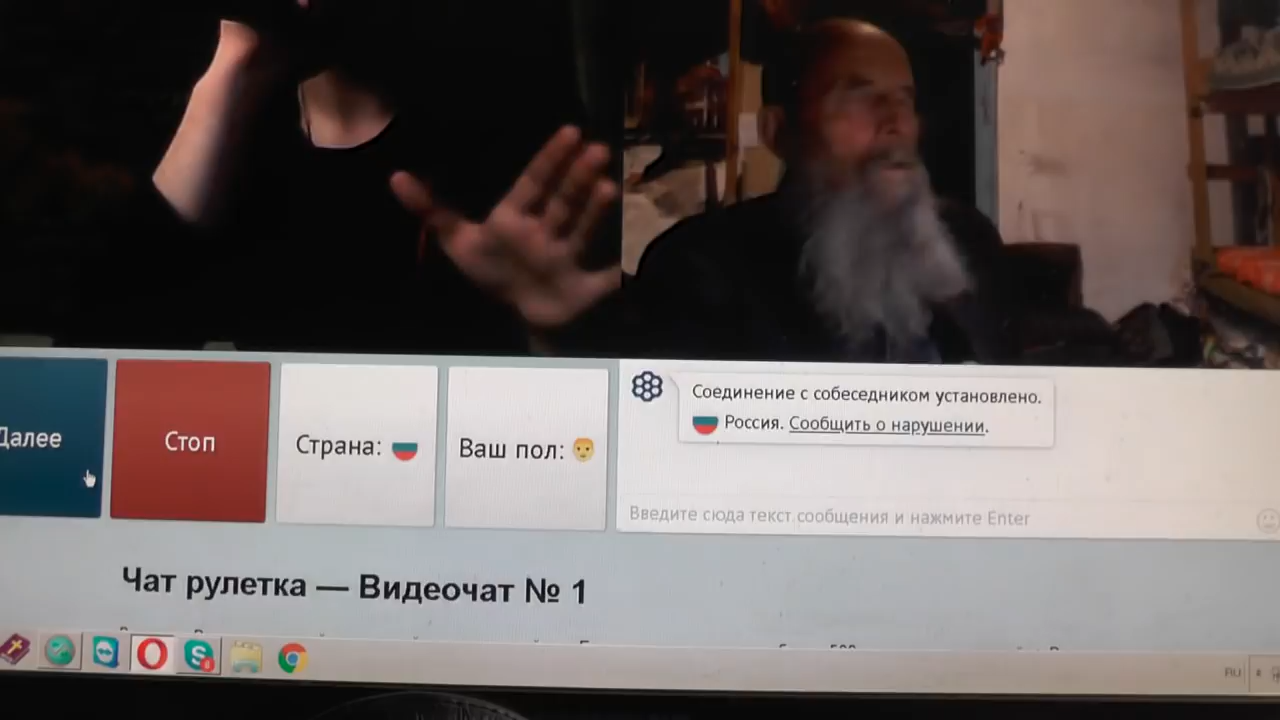 Соединение с собеседником установлено.
Россия. Сообщить о нарушении.
Далее
Стоп
Страна:
Ваш пол:
Введите сюда текст сообщения и нажмите Enter
Чат рулетка — Видеочат № 1
RU